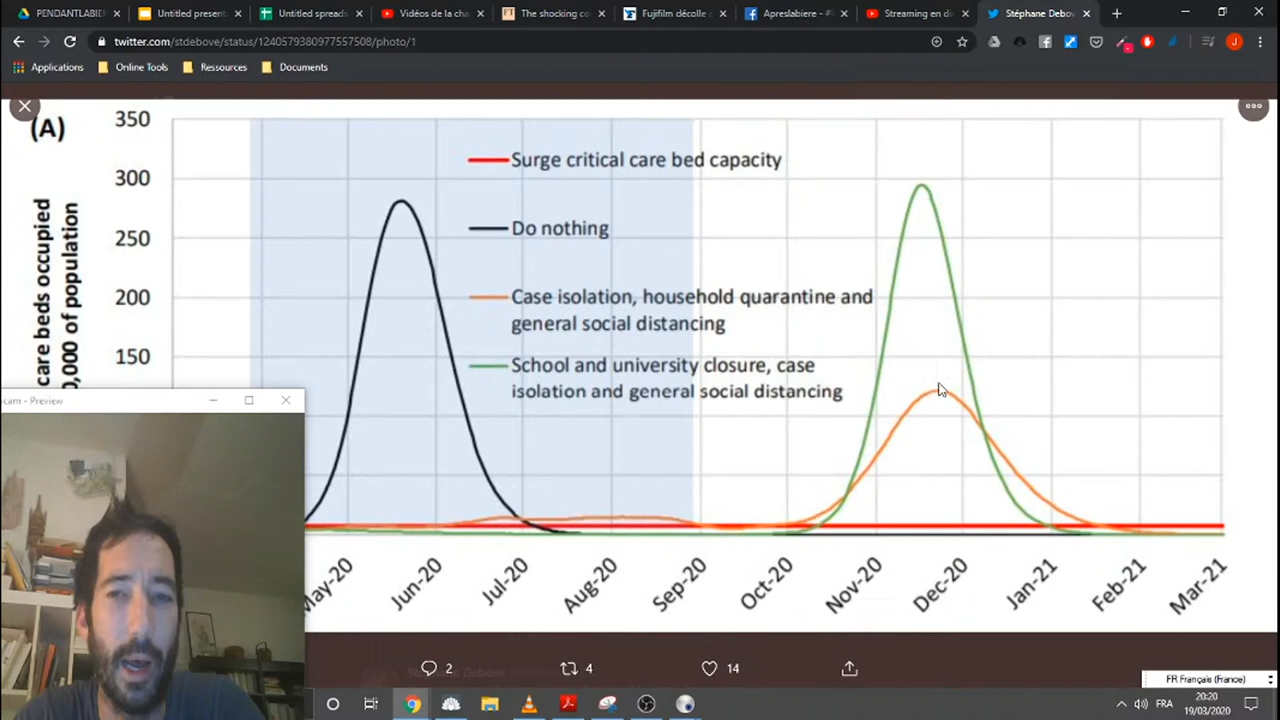 PENDANTLABIE
Untitled present
Untitled spreads
Vidéos de la cha
The shocking co
Fujifilm décolle
Apreslabiere - #
Streaming en di
Stéphane Debov
twitter.com/stdebove/status/1240579380977557508/photo/1
Applications
Online Tools
Ressources
Documents
(A)
care beds occupied
0,000 of population
350
300
250
200
150
Surge critical care bed capacity
Do nothing
Case isolation, household quarantine and
general social distancing
School and university closure, case
isolation and general social distancing
May-20
Jun-20
Jul-20
Aug-20
Sep-20
Oct-20
Nov-20
Dec-20
Jan-21
Feb-21
Mar-21
cam - Preview
Stéphane Debove
2
4
14
FR Français (France)
FRA
20:20
19/03/2020